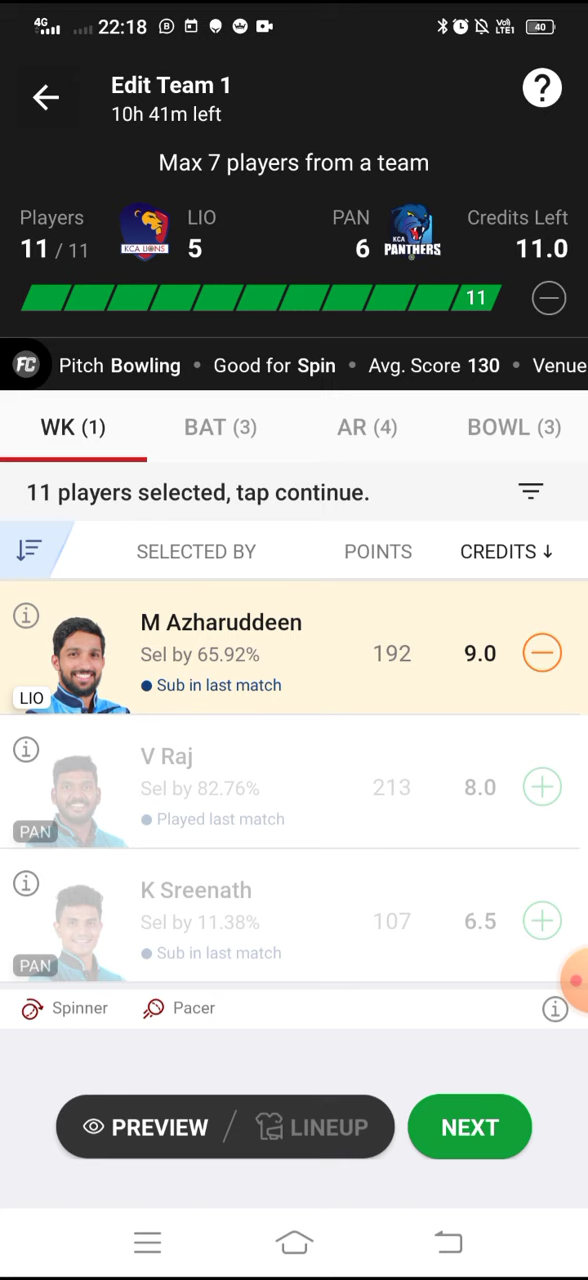 4G 22:18 VoD LTE1 40
Edit Team 1
10h 41m left
?
Max 7 players from a team
Players LIO PAN Credits Left
11 / 11 KCA LIONS 5 6 KCA PANTHERS 11.0
11
FC Pitch Bowling • Good for Spin • Avg. Score 130 • Venue
WK (1) BAT (3) AR (4) BOWL (3)
11 players selected, tap continue.
SELECTED BY POINTS CREDITS ↓
M Azharuddeen
Sel by 65.92% 192 9.0
Sub in last match
LIO
V Raj
Sel by 82.76% 213 8.0
Played last match
PAN
K Sreenath
Sel by 11.38% 107 6.5
Sub in last match
PAN
Spinner Pacer
PREVIEW / LINEUP NEXT